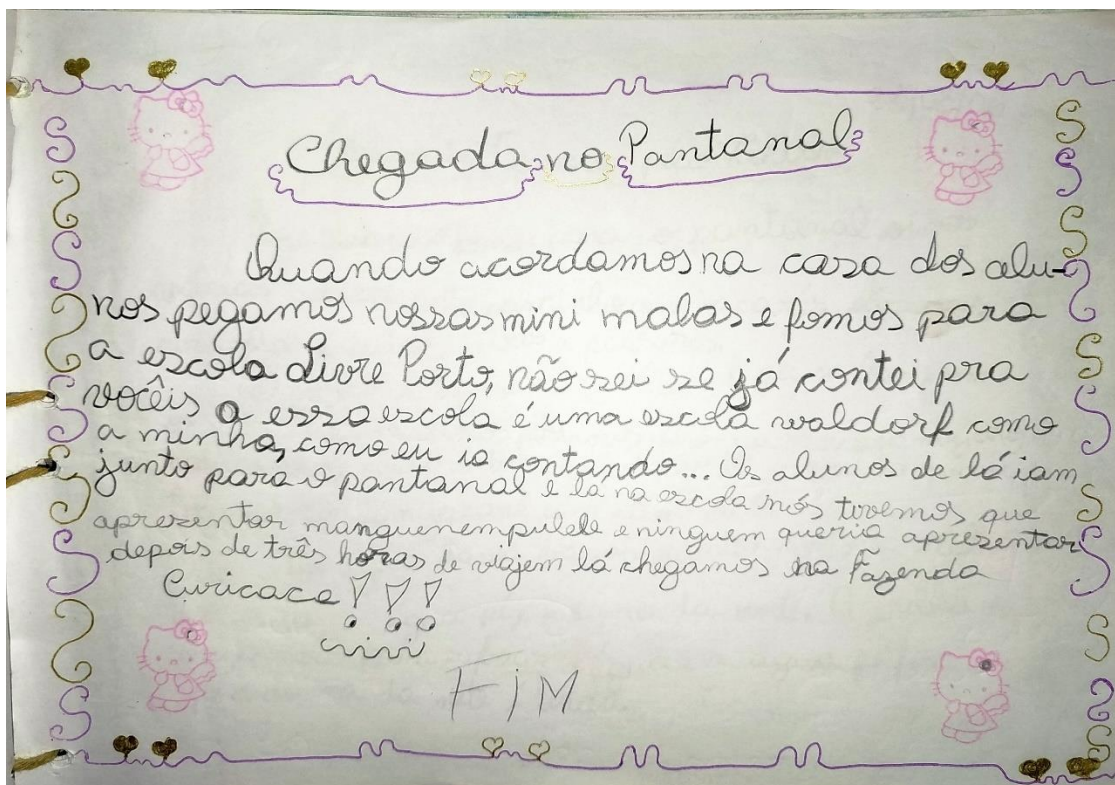 Chegada no Pantanal
Quando acordamos na casa dos alu-
nos pegamos nossas mini malas e fomos para
a escola Livre Porto, não sei se já contei pra
vocêis a essa escola é uma escola waldorf como
a minha, como eu ia contando... Os alunos de lá iam
junto para o pantanal e lá na escola nós tivemos que
apresentar manguenempulele e ninguem queria apresentar
depois de três horas de viajem lá chegamos na Fazenda
Curicaca!!!
FIM